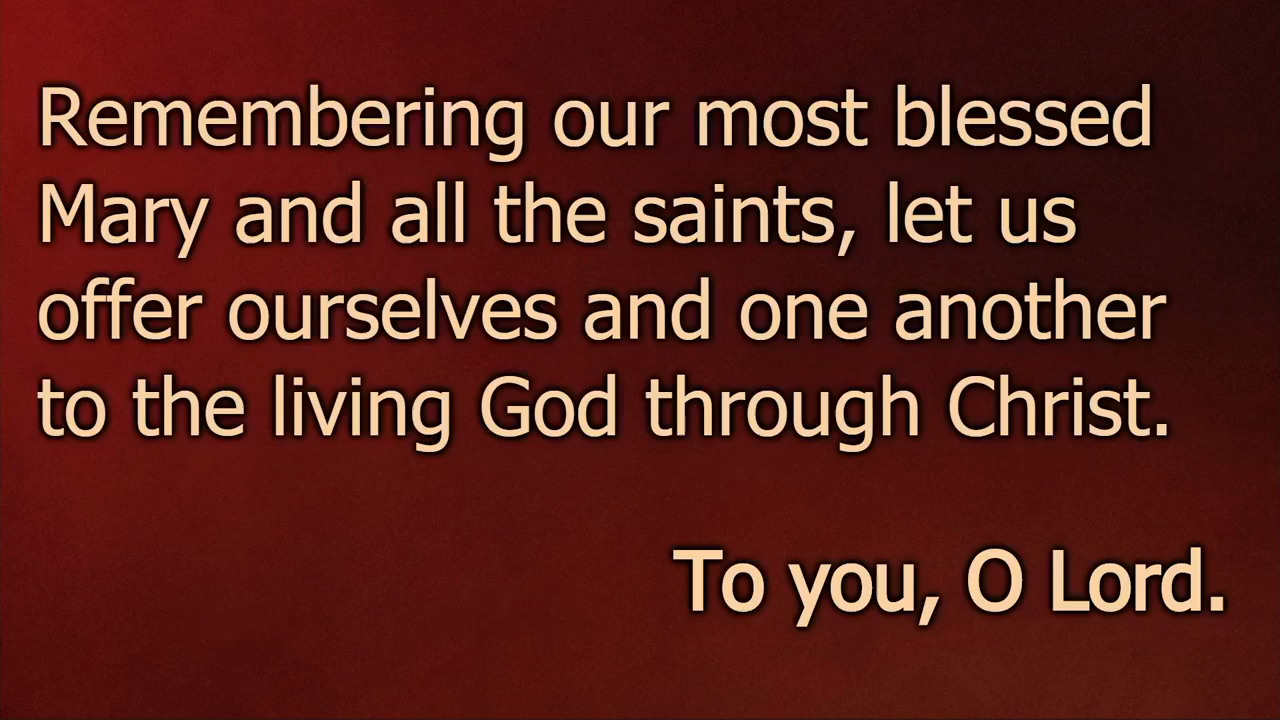 Remembering our most blessed
Mary and all the saints, let us
offer ourselves and one another
to the living God through Christ.
To you, O Lord.